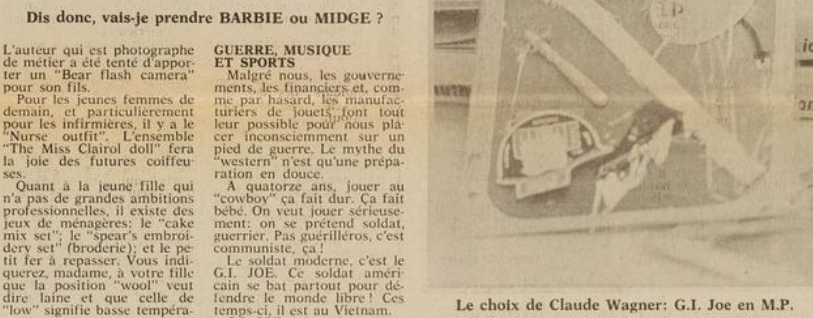 Dis donc, vais-je prendre BARBIE ou MIDGE ?
L'auteur qui est photographe
de métier a été tenté d'appor-
ter un "Bear flash camera"
pour son fils.
Pour les jeunes femmes de
demain, et particulièrement
pour les infirmières, il y a le
"Nurse outfit". L'ensemble
"The Miss Clairol doll" fera
la joie des futures coiffeu-
ses.
Quant à la jeune fille qui
n'a pas de grandes ambitions
professionnelles, il existe des
jeux de ménagères: le "cake
mix set"; le "spear's embroi-
dery set" (broderie); et le pe-
tit fer à repasser. Vous indi-
querez, madame, à votre fille
que la position "wool" veut
dire laine et que celle de
"low" signifie basse tempéra-
GUERRE, MUSIQUE
ET SPORTS
Malgré nous, les gouverne-
ments, les financiers et, com-
me par hasard, les manufac-
turiers de jouets, font tout
leur possible pour nous pla-
cer inconsciemment sur un
pied de guerre. Le mythe du
"western" n'est qu'une prépa-
ration en douce.
A quatorze ans, jouer au
"cowboy" ça fait dur. Ça fait
bébé. On veut jouer sérieuse-
ment: on se prétend soldat,
guerrier. Pas guérilléros, c'est
communiste, ça !
Le soldat moderne, c'est le
G.I. JOE. Ce soldat améri-
cain se bat partout pour dé-
fendre le monde libre ! Ces
temps-ci, il est au Vietnam.
Le choix de Claude Wagner: G.I. Joe en M.P.